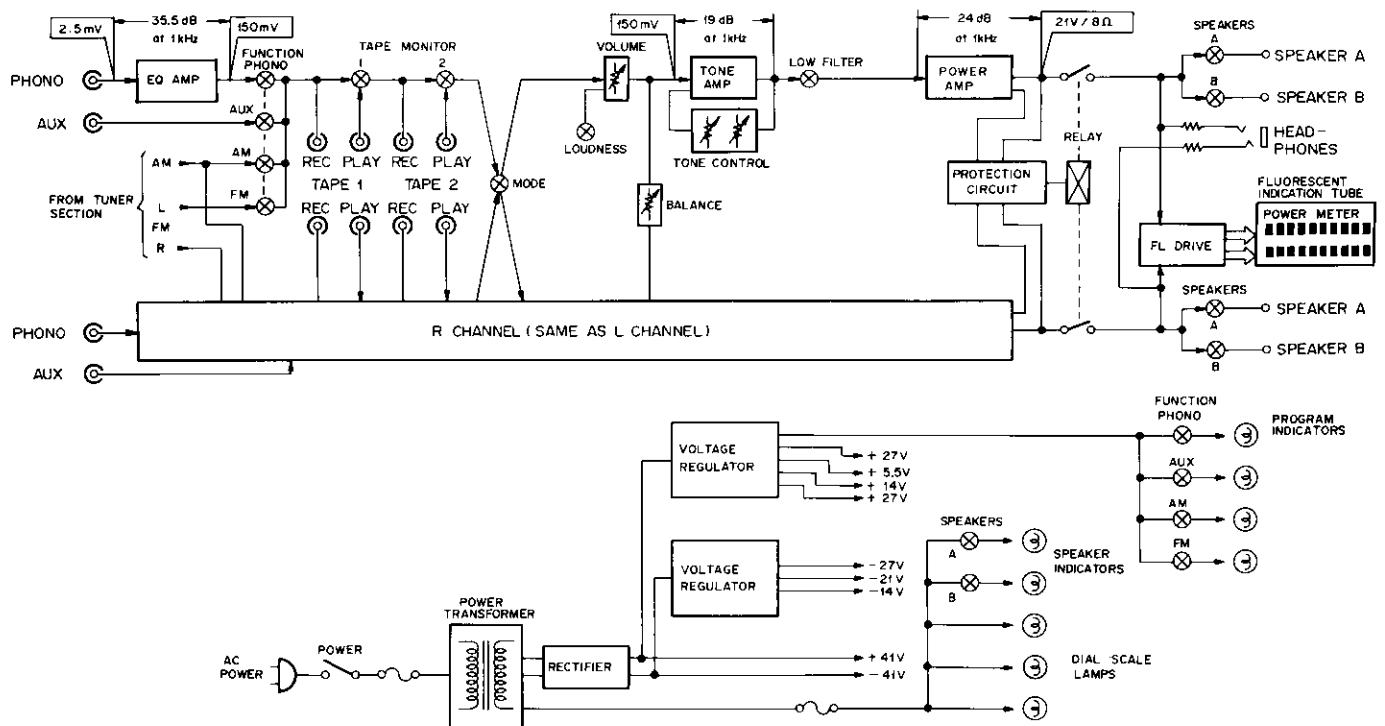 2.5mV
35.5 dB
at 1kHz
150mV
FUNCTION
PHONO
TAPE MONITOR
1
2
VOLUME
150mV
19 dB
at 1kHz
24 dB
at 1kHz
21V / 8Ω
SPEAKERS
A
SPEAKER A
PHONO
EQ AMP
TONE
AMP
LOW FILTER
POWER
AMP
B
SPEAKER B
AUX
AUX
LOUDNESS
TONE CONTROL
RELAY
HEAD-
PHONES
AM
AM
REC
PLAY
REC
PLAY
FROM TUNER
SECTION
TAPE 1
TAPE 2
MODE
PROTECTION
CIRCUIT
FLUORESCENT
INDICATION TUBE
L
FM
REC
PLAY
REC
PLAY
BALANCE
POWER METER
FM
R
FL DRIVE
SPEAKERS
A
SPEAKER A
PHONO
R CHANNEL (SAME AS L CHANNEL)
B
SPEAKER B
AUX
FUNCTION
PHONO
PROGRAM
INDICATORS
VOLTAGE
REGULATOR
+ 27V
+ 5.5V
+ 14V
+ 27V
AUX
AM
FM
SPEAKERS
A
SPEAKER
INDICATORS
B
VOLTAGE
REGULATOR
- 27V
- 21V
- 14V
POWER
TRANSFORMER
AC
POWER
POWER
RECTIFIER
+ 41V
- 41V
DIAL SCALE
LAMPS